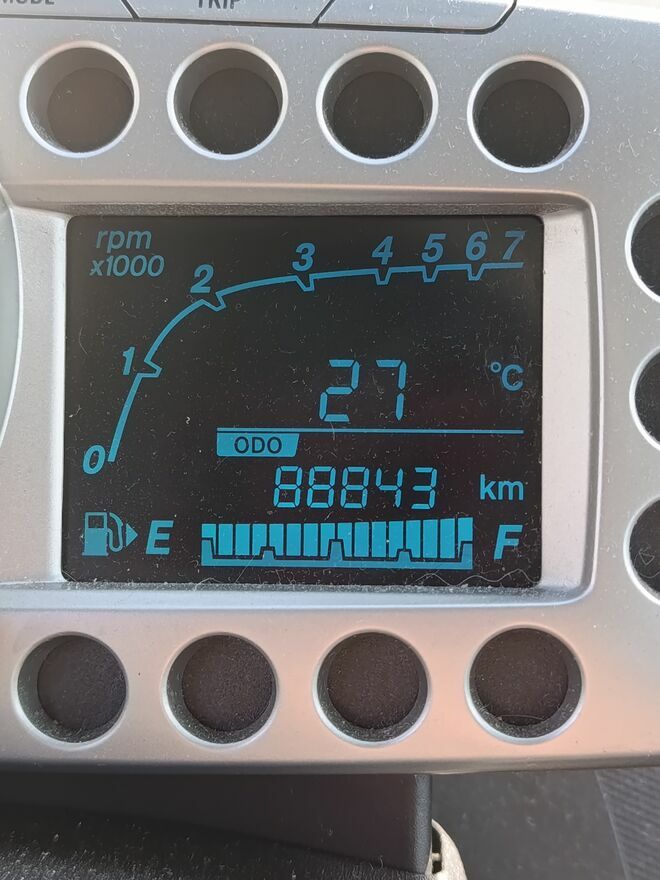 MODE TRIP
rpm
x1000
0 1 2 3 4 5 6 7
27 °C
ODO
88843 km
E F